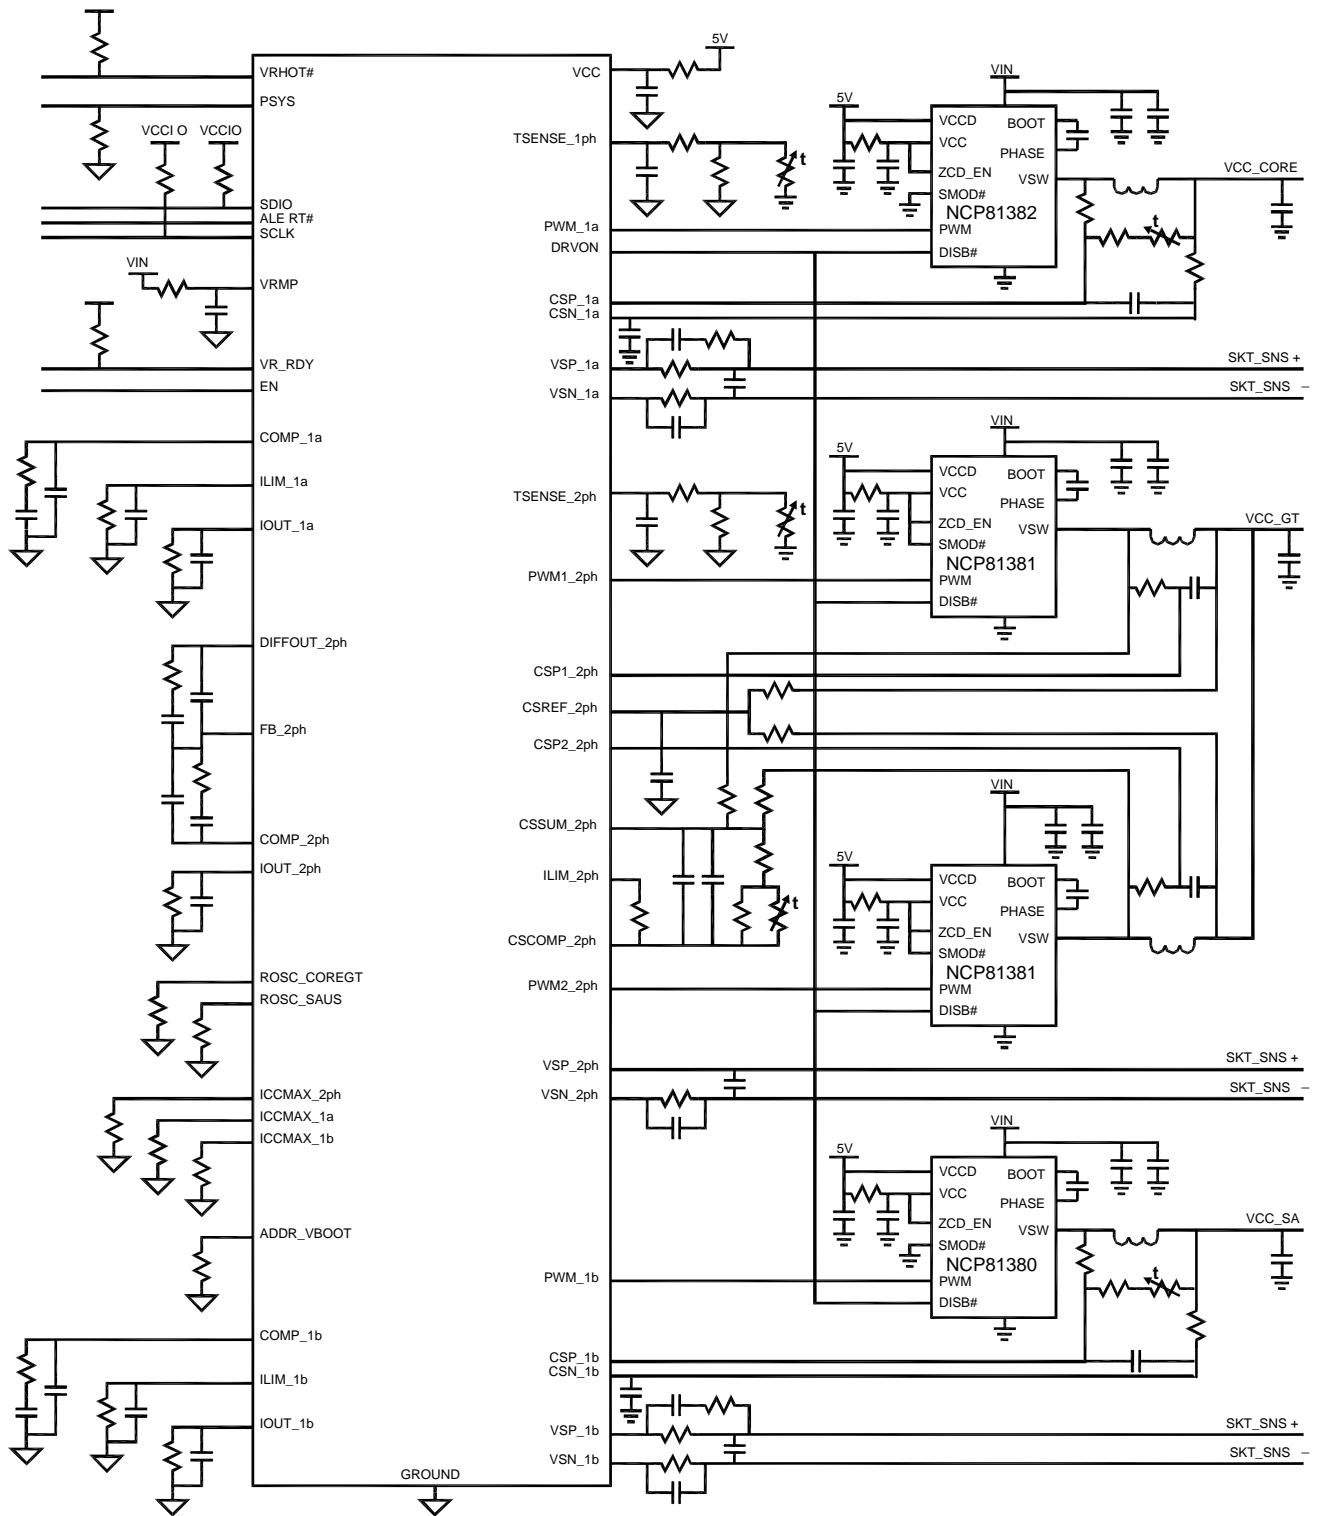 VRHOT#
PSYS
VCCI O
VCCIO
SDIO
ALE RT#
SCLK
VIN
VRMP
VR_RDY
EN
COMP_1a
ILIM_1a
IOUT_1a
DIFFOUT_2ph
FB_2ph
COMP_2ph
IOUT_2ph
ROSC_COREGT
ROSC_SAUS
ICCMAX_2ph
ICCMAX_1a
ICCMAX_1b
ADDR_VBOOT
COMP_1b
ILIM_1b
IOUT_1b
GROUND
VCC
5V
TSENSE_1ph
t
PWM_1a
DRVON
CSP_1a
CSN_1a
VSP_1a
VSN_1a
TSENSE_2ph
t
PWM1_2ph
CSP1_2ph
CSREF_2ph
CSP2_2ph
CSSUM_2ph
ILIM_2ph
t
CSCOMP_2ph
PWM2_2ph
VSP_2ph
VSN_2ph
PWM_1b
CSP_1b
CSN_1b
VSP_1b
VSN_1b
VIN
5V
VCCD
BOOT
VCC
PHASE
ZCD_EN
VSW
SMOD#
NCP81382
PWM
DISB#
VCC_CORE
t
SKT_SNS +
SKT_SNS −
VIN
5V
VCCD
BOOT
VCC
PHASE
ZCD_EN
VSW
SMOD#
NCP81381
PWM
DISB#
VCC_GT
VIN
5V
VCCD
BOOT
VCC
PHASE
ZCD_EN
VSW
SMOD#
NCP81381
PWM
DISB#
SKT_SNS +
SKT_SNS −
VIN
5V
VCCD
BOOT
VCC
PHASE
ZCD_EN
VSW
SMOD#
NCP81380
PWM
DISB#
VCC_SA
t
SKT_SNS +
SKT_SNS −